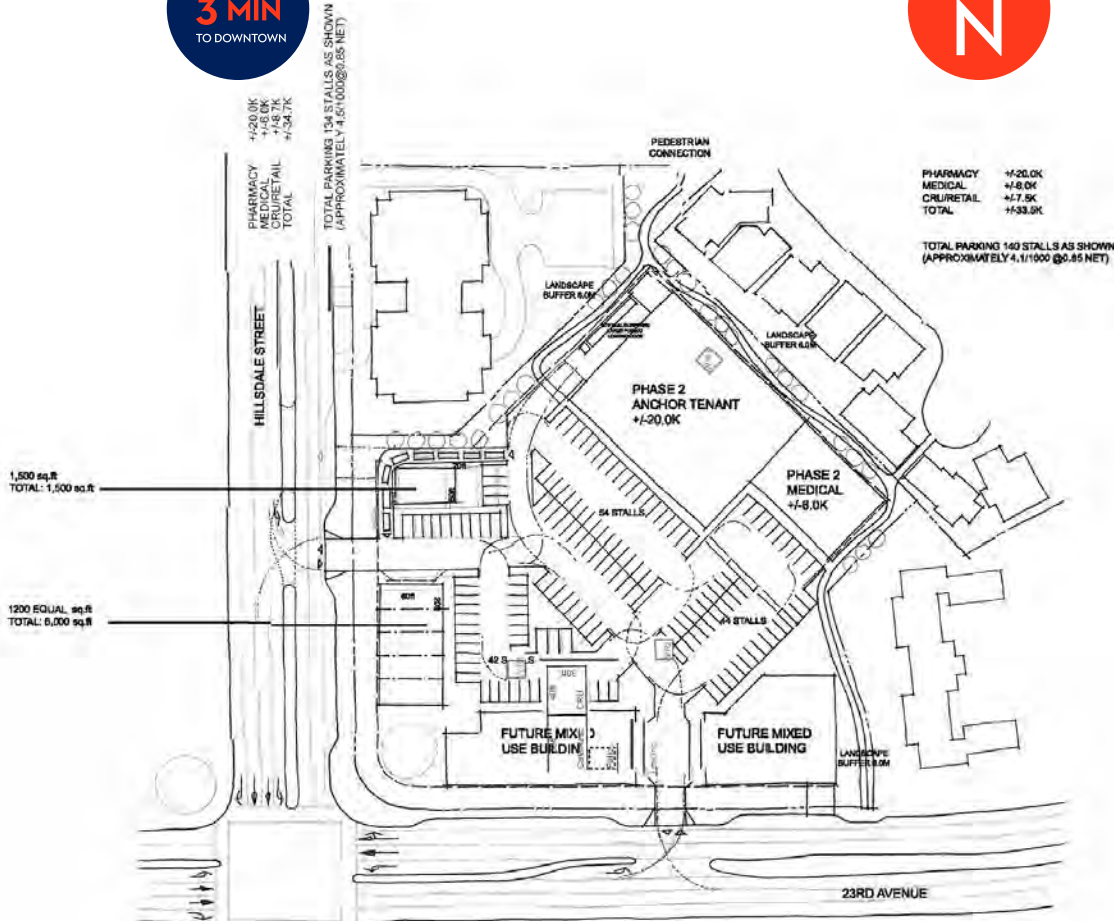 3 MIN
TO DOWNTOWN
N
PHARMACY +/-20.0K
MEDICAL +/-6.0K
CRU/RETAIL +/-8.7K
TOTAL +/-34.7K
TOTAL PARKING 134 STALLS AS SHOWN
(APPROXIMATELY 4.5/1000@0.85 NET)
PEDESTRIAN
CONNECTION
PHARMACY +/-20.0K
MEDICAL +/-6.0K
CRU/RETAIL +/-7.5K
TOTAL +/-33.5K
TOTAL PARKING 140 STALLS AS SHOWN
(APPROXIMATELY 4.1/1000 @0.85 NET)
LANDSCAPE
BUFFER 6.0M
LANDSCAPE
BUFFER 6.0M
HILLSDALE STREET
PHASE 2
ANCHOR TENANT
+/-20.0K
1,500 sq.ft
TOTAL: 1,500 sq.ft
PHASE 2
MEDICAL
+/-6.0K
54 STALLS
1200 EQUAL sq.ft
TOTAL: 6,000 sq.ft
44 STALLS
42 S S
CRU
FUTURE MIX D
USE BUILDIN
FUTURE MIXED
USE BUILDING
LANDSCAPE
BUFFER 6.0M
23RD AVENUE